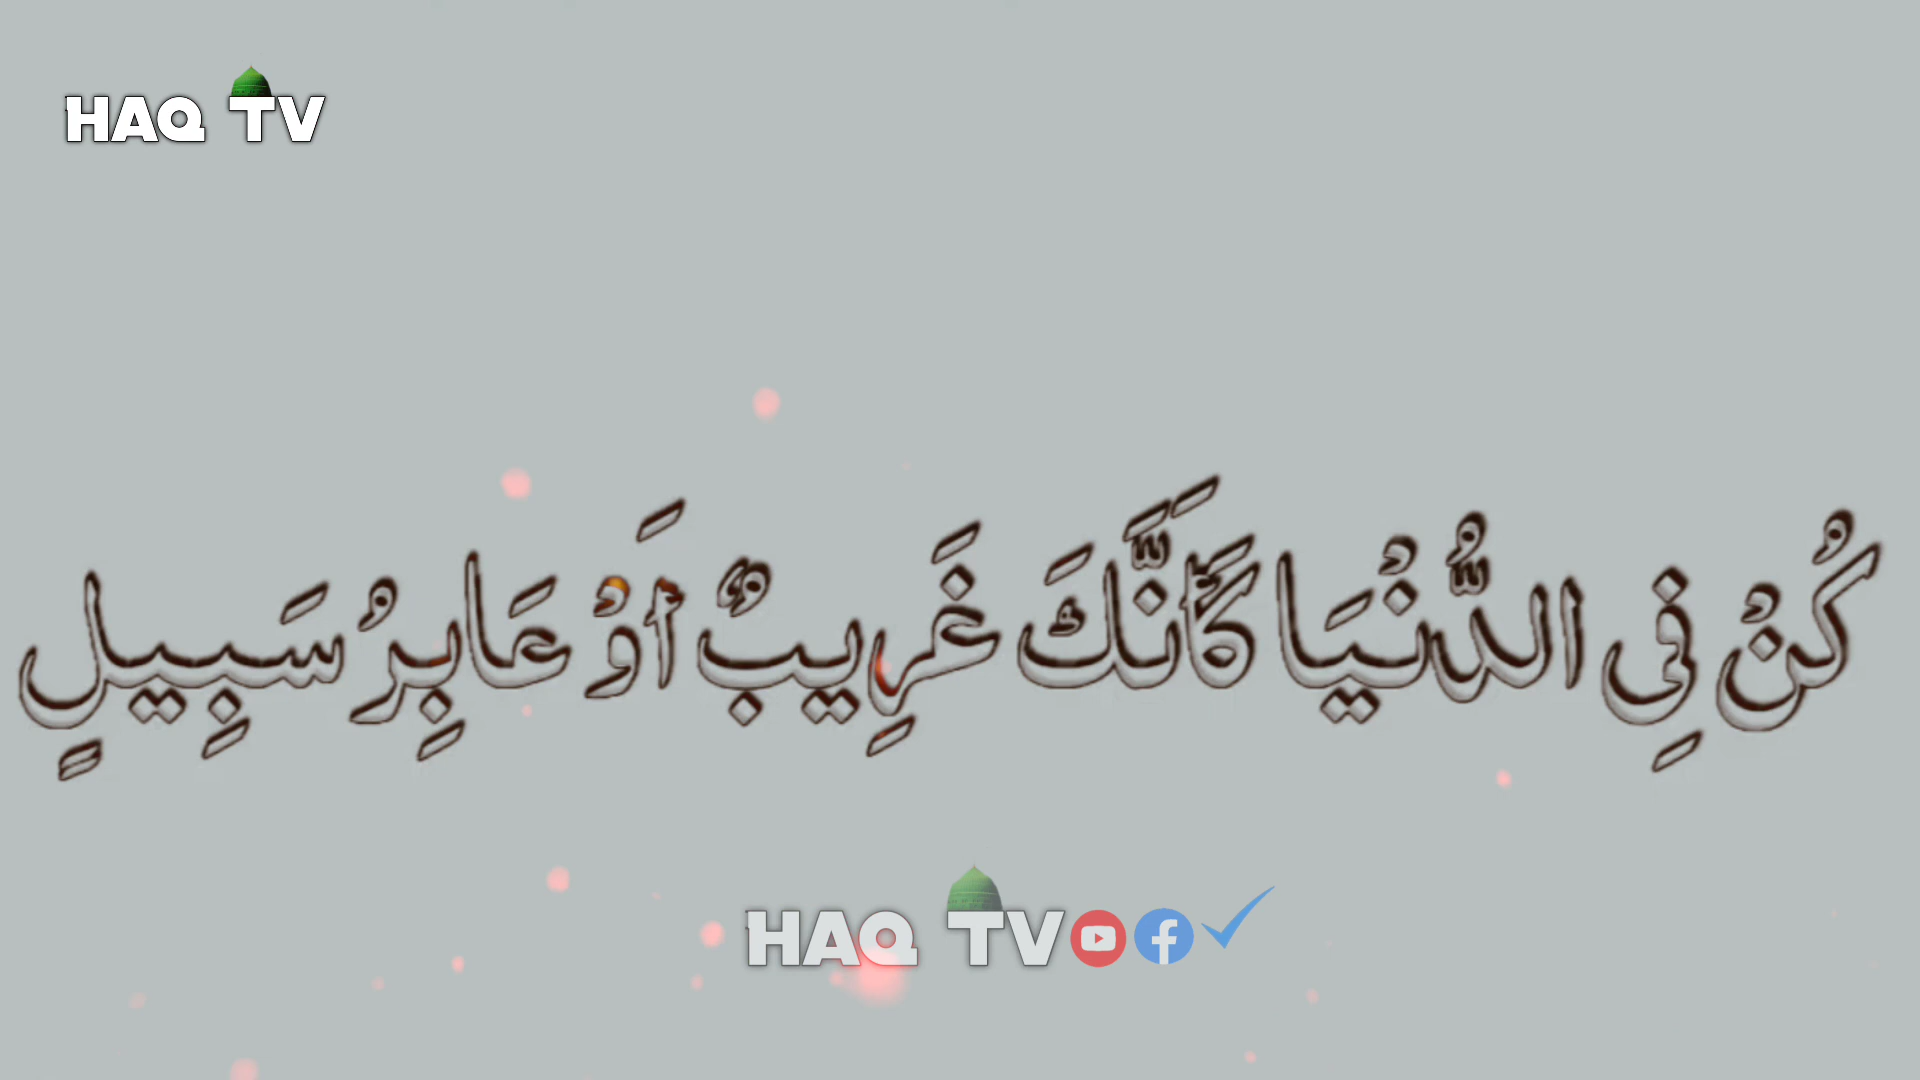 HAQ TV
كُنْ فِي الدُّنْيَا كَأَنَّكَ غَرِيبٌ أَوْ عَابِرُ سَبِيلٍ
HAQ TV